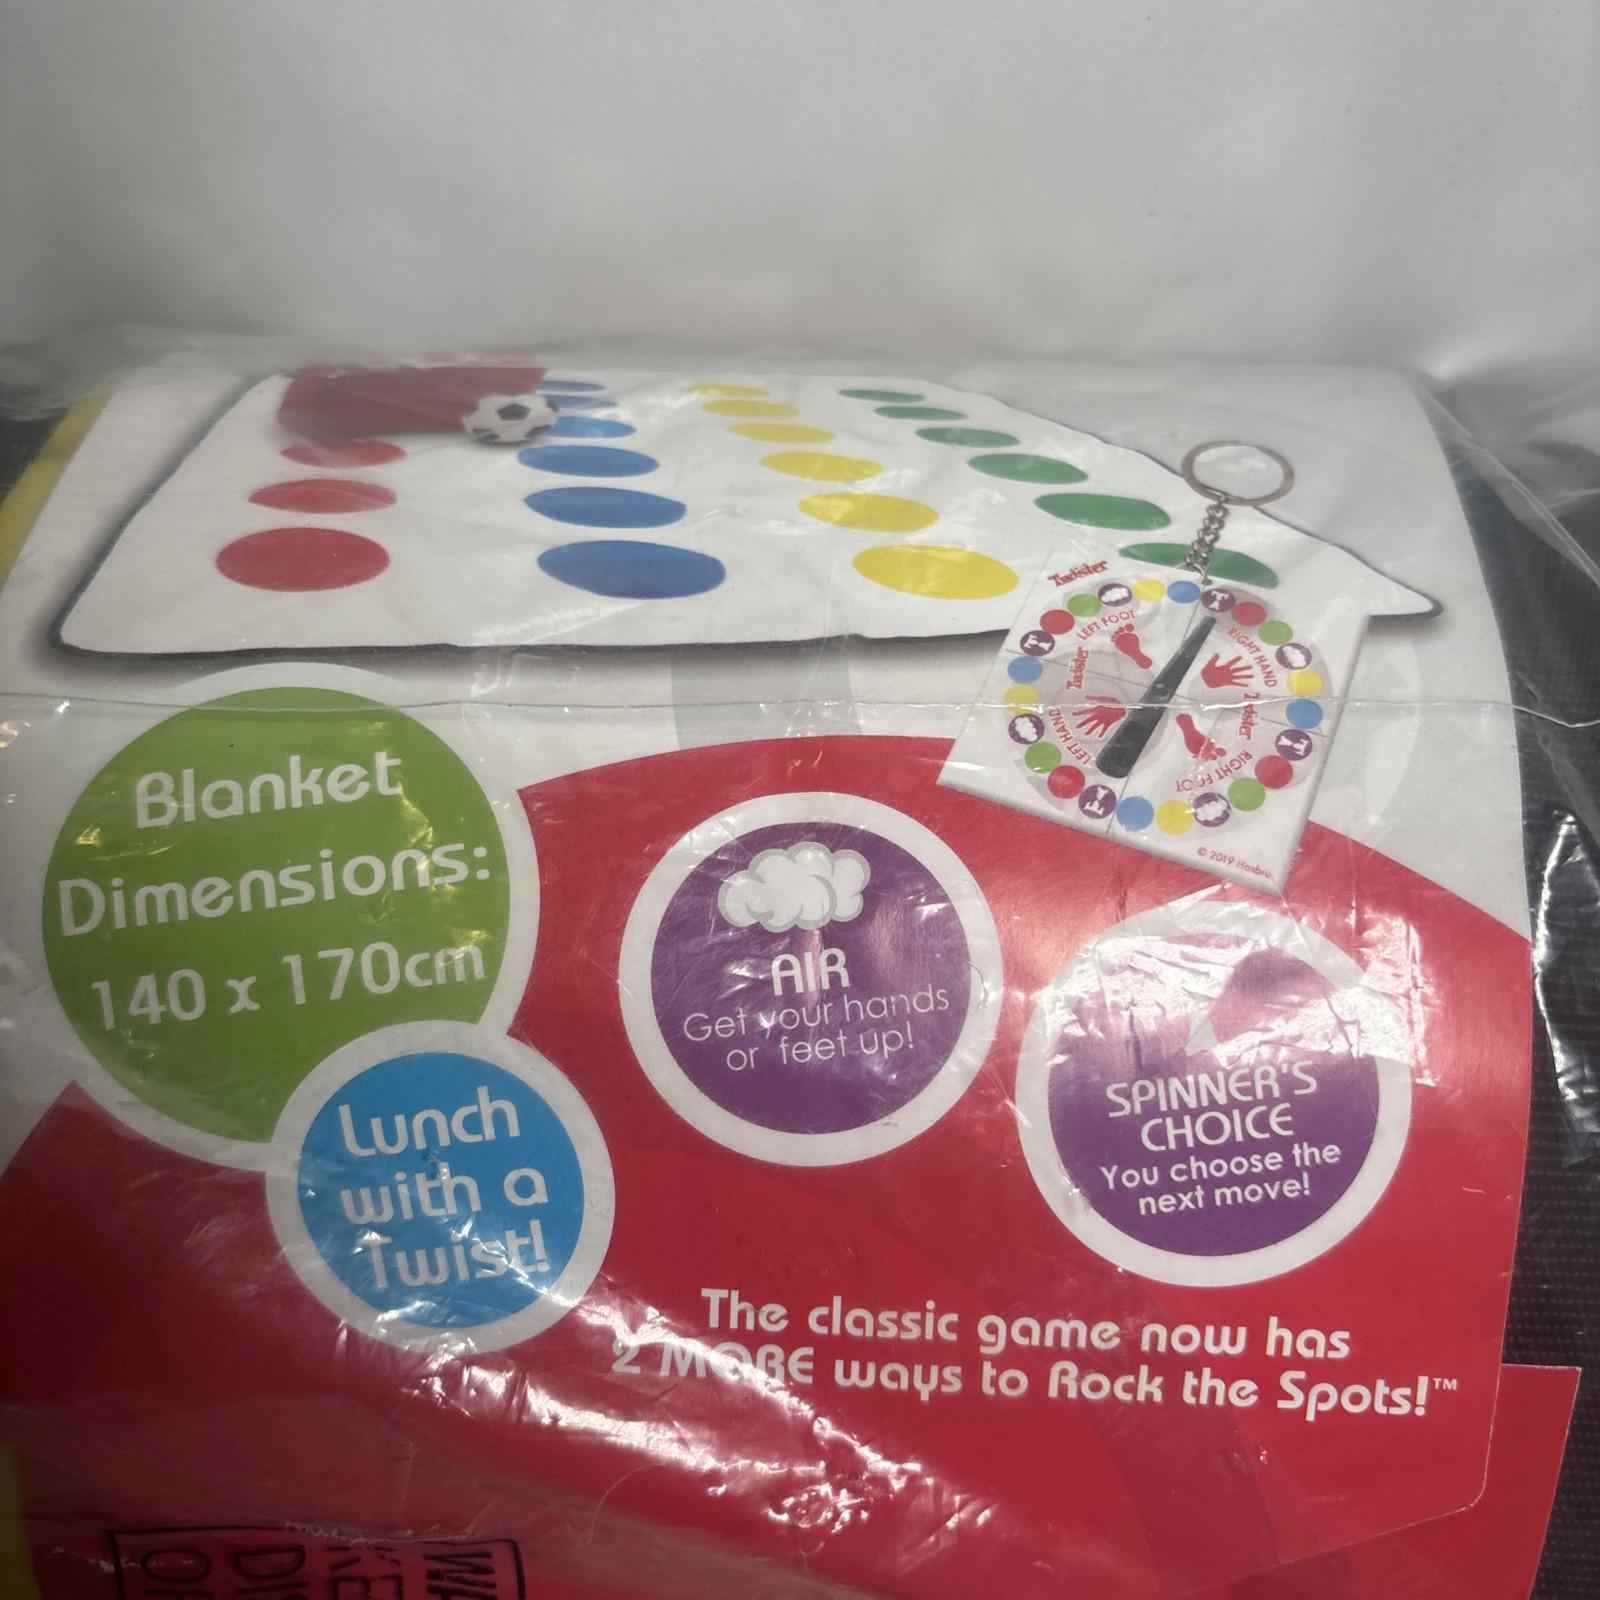 Twister
LEFT FOOT
RIGHT HAND
T
Twister
Twister
LEFT HAND
RIGHT FOOT
© 2019 Hasbro.
Blanket
Dimensions:
140 x 170cm
Lunch
with a
Twist!
AIR
Get your hands
or feet up!
SPINNER'S
CHOICE
You choose the
next move!
The classic game now has
2 MORE ways to Rock the Spots!™